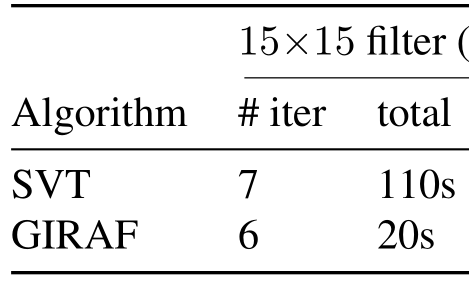 15×15 filter (
Algorithm # iter total
SVT 7 110s
GIRAF 6 20s